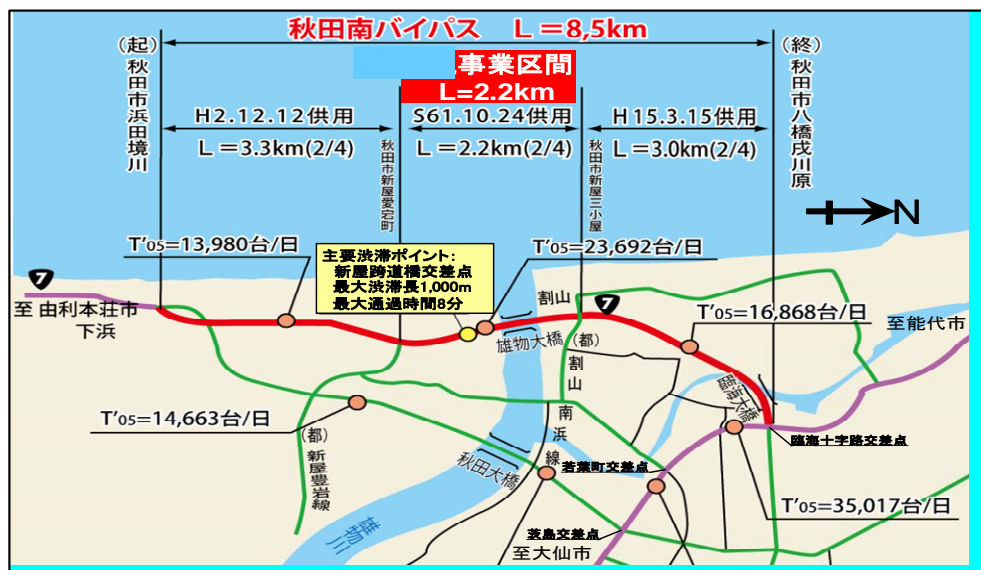 秋田南バイパス　L＝8,5km
(起)秋田市浜田境川
(終)秋田市八橋戌川原
事業区間
L=2.2km
H2.12.12供用
S61.10.24供用
H15.3.15供用
L＝3.3km(2/4)
L＝2.2km(2/4)
L＝3.0km(2/4)
秋田市新屋愛宕町
秋田市新屋三小屋
N
T'05=13,980台/日
主要渋滞ポイント:
新屋跨道橋交差点
最大渋滞長1,000m
最大通過時間8分
T'05=23,692台/日
7
至 由利本荘市
下浜
割山
7
T'05=16,868台/日
至能代市
雄物大橋
(都)割山南浜線
臨海大橋
T'05=14,663台/日
(都)新屋豊岩線
秋田大橋
若葉町交差点
臨海十字路交差点
T'05=35,017台/日
雄物川
茨島交差点
至大仙市